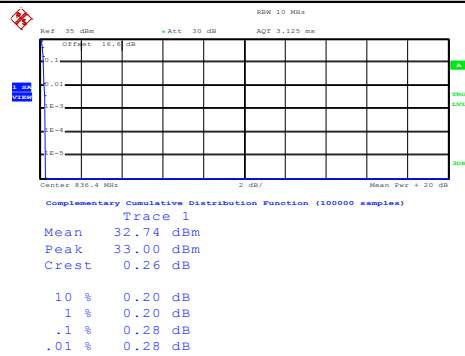 RBW 10 MHz
Ref 35 dBm Att 30 dB AQT 3.125 ms
Offset 16.6 dB
0.1
A
1 SA
VIEW
0.01
TRG
LVL
1E-3
1E-4
1E-5
3DB
Center 836.4 MHz 2 dB/ Mean Pwr + 20 dB
Complementary Cumulative Distribution Function (100000 samples)
Trace 1
Mean 32.74 dBm
Peak 33.00 dBm
Crest 0.26 dB
10 % 0.20 dB
1 % 0.20 dB
.1 % 0.28 dB
.01 % 0.28 dB